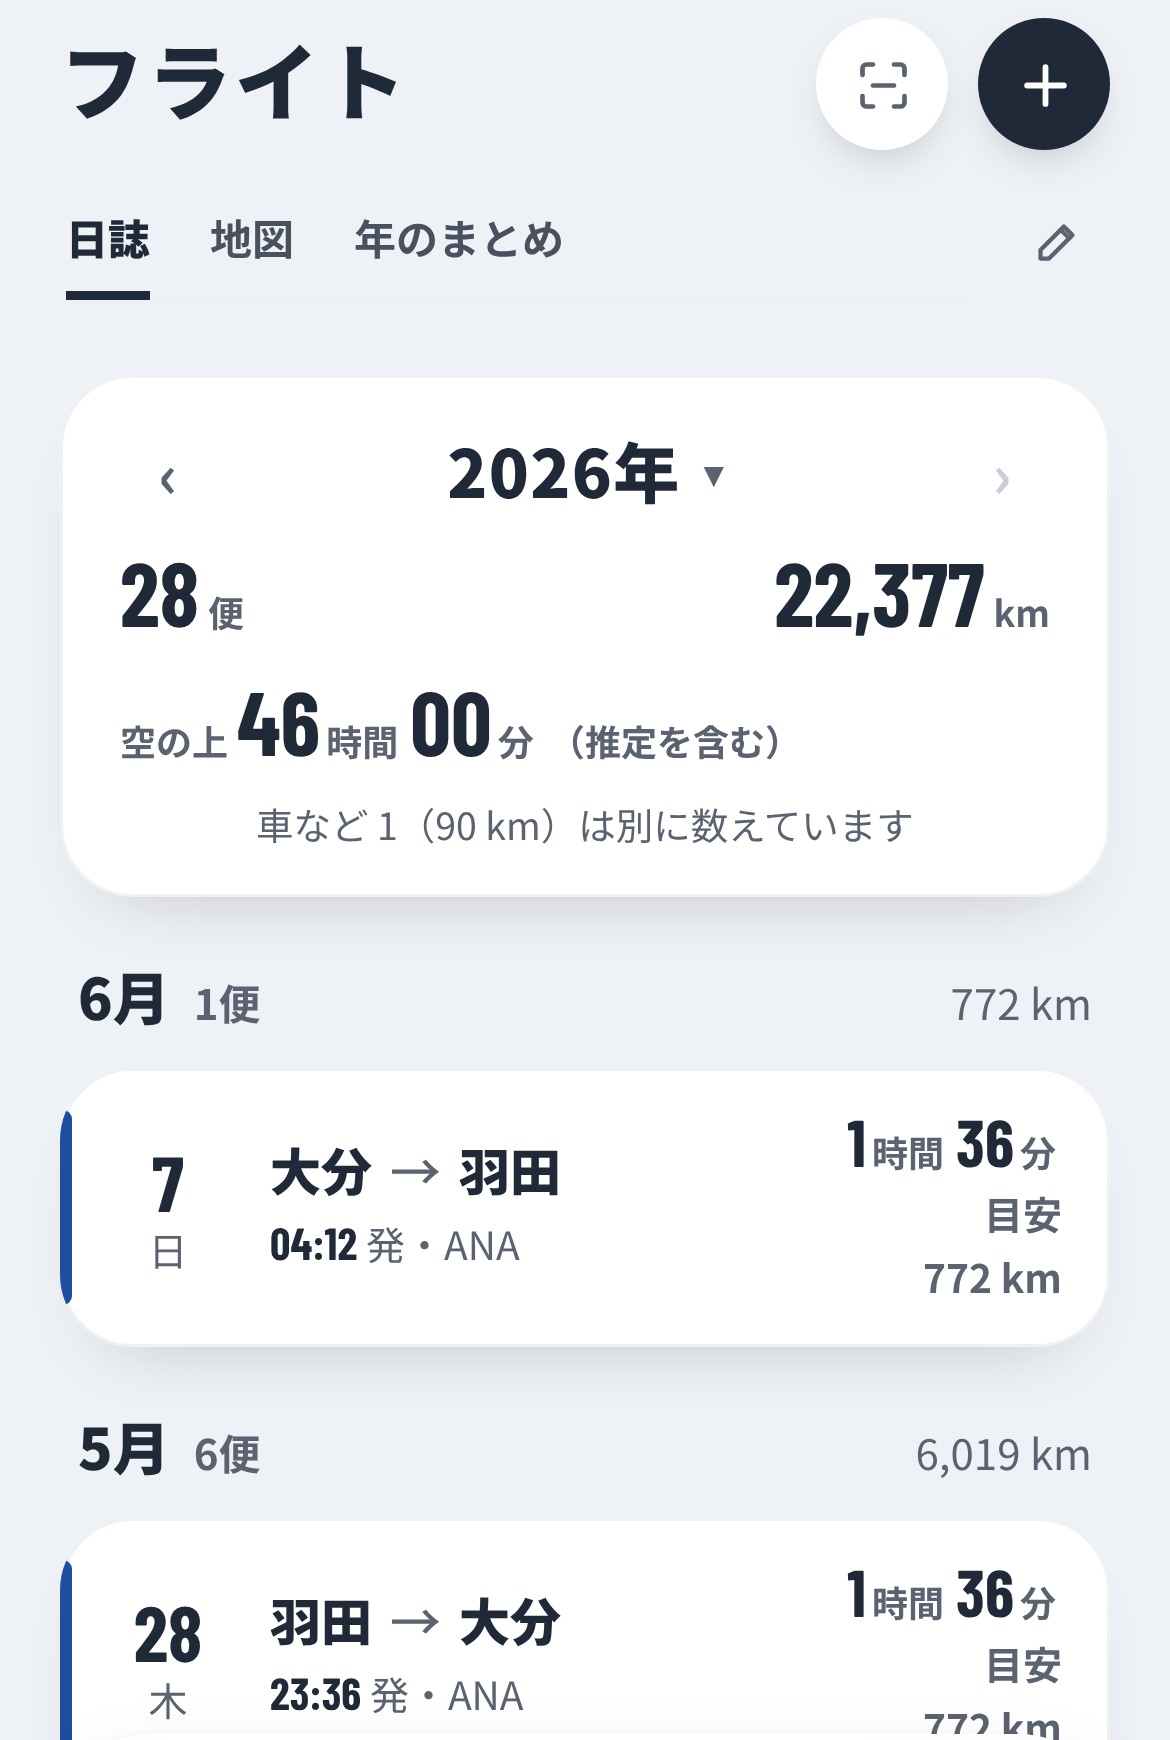 フライト
日誌 地図 年のまとめ
‹ 2026年 ▼ ›
28 便 22,377 km
空の上 46 時間 00 分 （推定を含む）
車など 1（90 km）は別に数えています
6月 1便 772 km
7 大分 → 羽田 1 時間 36 分
日 04:12 発・ANA 目安
772 km
5月 6便 6,019 km
28 羽田 → 大分 1 時間 36 分
木 23:36 発・ANA 目安
772 km